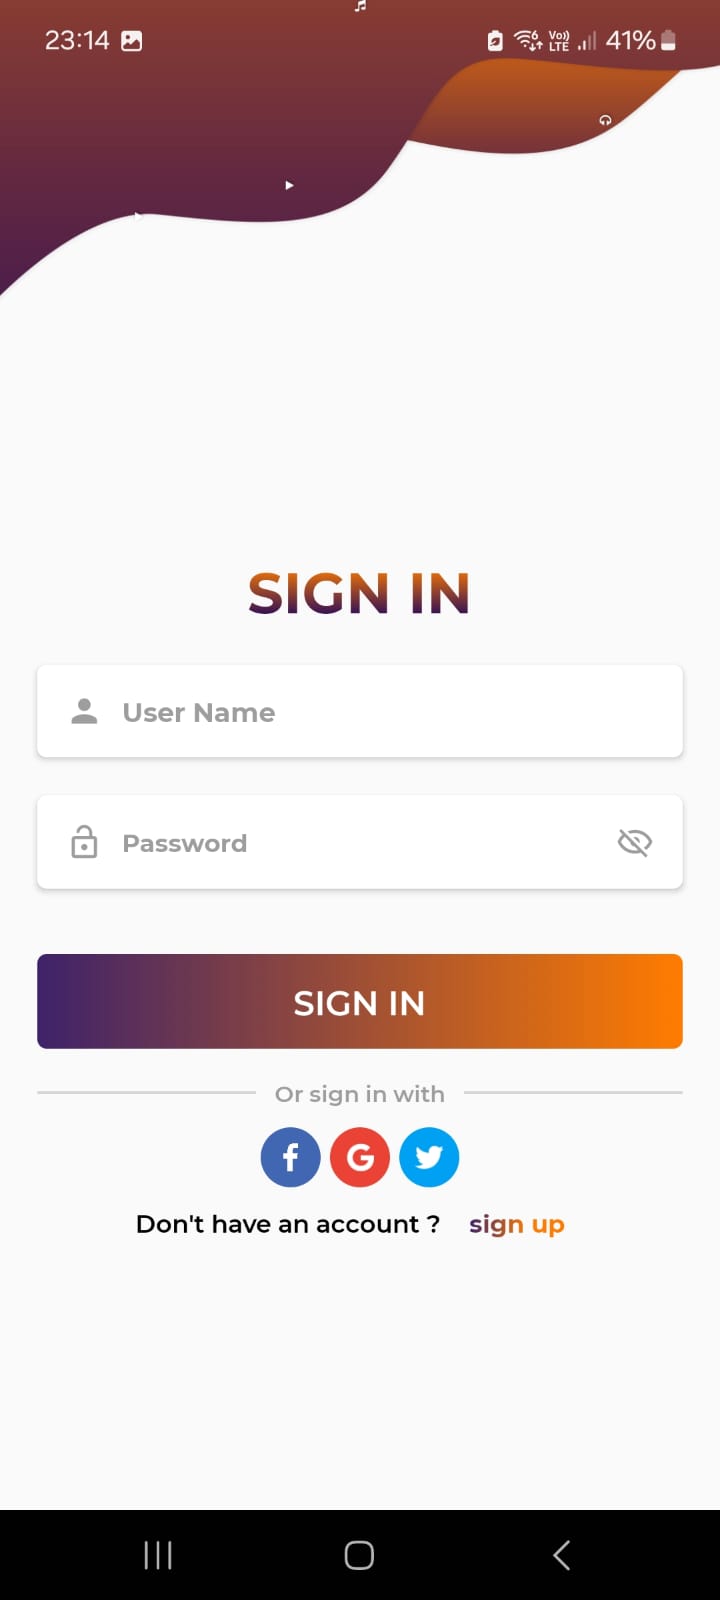 23:14 6 Vo)) LTE 41%
SIGN IN
User Name
Password
SIGN IN
Or sign in with
f G
Don't have an account ? sign up